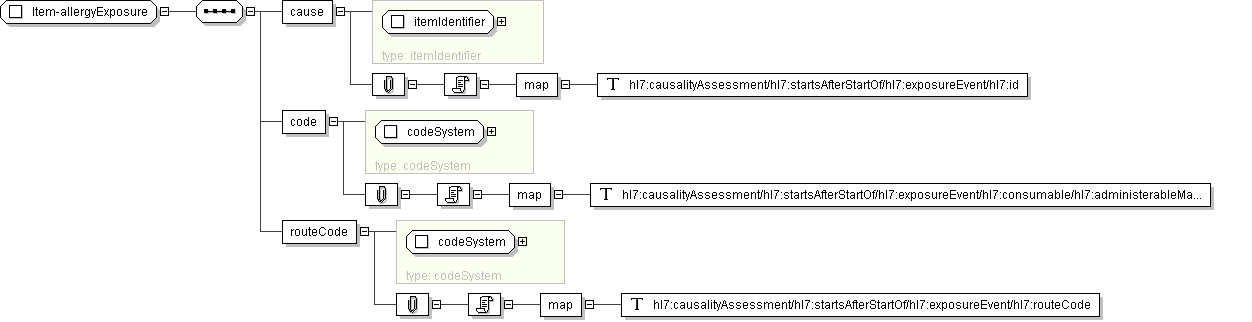 Item-allergyExposure
cause
itemIdentifier
type: itemIdentifier
map
T hl7:causalityAssessment/hl7:startsAfterStartOf/hl7:exposureEvent/hl7:id
code
codeSystem
type: codeSystem
map
T hl7:causalityAssessment/hl7:startsAfterStartOf/hl7:exposureEvent/hl7:consumable/hl7:administerableMa...
routeCode
codeSystem
type: codeSystem
map
T hl7:causalityAssessment/hl7:startsAfterStartOf/hl7:exposureEvent/hl7:routeCode